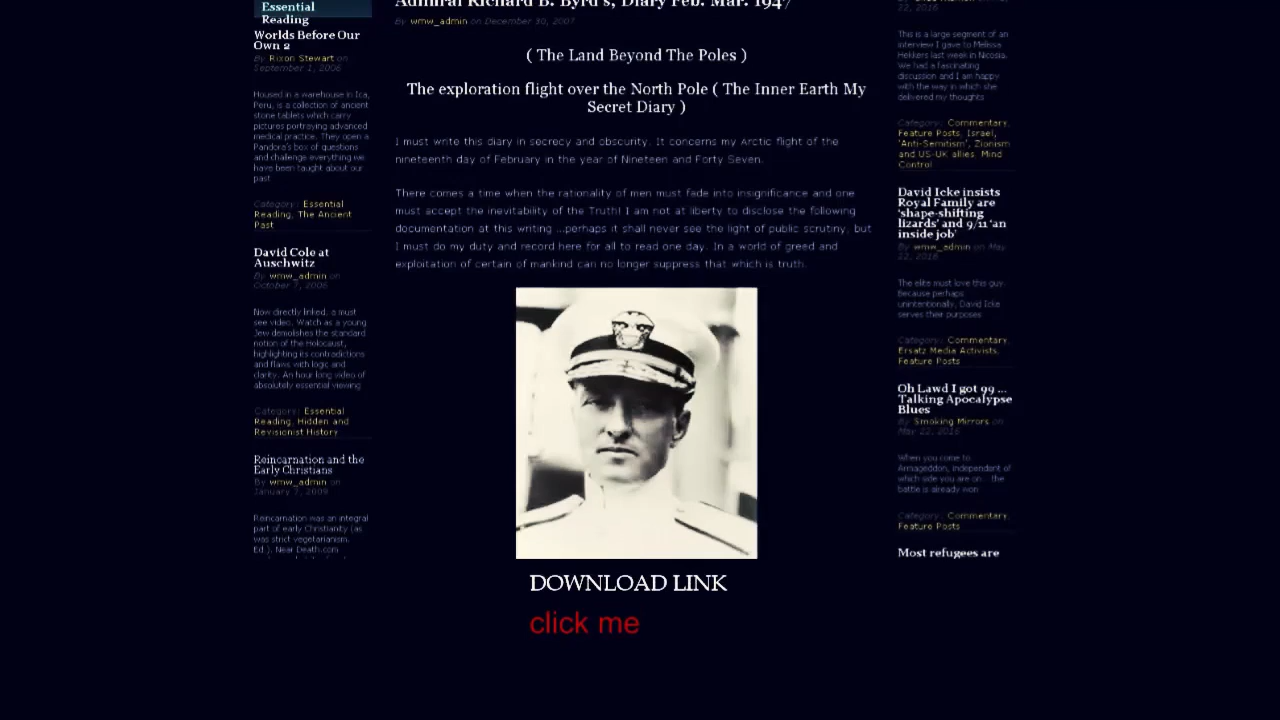 Essential
Reading
Worlds Before Our
Own 2
By Rixon Stewart on
September 1, 2006
Housed in a warehouse in Ica,
Peru, is a collection of ancient
stone tablets which carry
pictures portraying advanced
medical practice. They open a
Pandora's box of questions
and challenge everything we
have been taught about our
past
Category: Essential
Reading, The Ancient
Past
David Cole at
Auschwitz
By wmw_admin on
October 7, 2006
Now directly linked, a must
see video. Watch as a young
Jew demolishes the standard
notion of the Holocaust,
highlighting its contradictions
and flaws with logic and
clarity. An hour long video of
absolutely essential viewing
Category: Essential
Reading, Hidden and
Revisionist History
Reincarnation and the
Early Christians
By wmw_admin on
January 7, 2009
Reincarnation was an integral
part of early Christianity (as
was strict vegetarianism.
Ed.). Near Death.com
Admiral Richard B. Byrd's, Diary Feb. Mar. 1947
By wmw_admin on December 30, 2007
( The Land Beyond The Poles )
The exploration flight over the North Pole ( The Inner Earth My
Secret Diary )
I must write this diary in secrecy and obscurity. It concerns my Arctic flight of the
nineteenth day of February in the year of Nineteen and Forty Seven.
There comes a time when the rationality of men must fade into insignificance and one
must accept the inevitability of the Truth! I am not at liberty to disclose the following
documentation at this writing ...perhaps it shall never see the light of public scrutiny, but
I must do my duty and record here for all to read one day. In a world of greed and
exploitation of certain of mankind can no longer suppress that which is truth.
DOWNLOAD LINK
click me
22, 2016
This is a large segment of an
interview I gave to Melissa
Hekkers last week in Nicosia.
We had a fascinating
discussion and I am happy
with the way in which she
delivered my thoughts
Category: Commentary,
Feature Posts, Israel,
'Anti-Semitism', Zionism
and US-UK allies, Mind
Control
David Icke insists
Royal Family are
'shape-shifting
lizards' and 9/11 'an
inside job'
By wmw_admin on May
22, 2016
The elite must love this guy.
Because perhaps
unintentionally, David Icke
serves their purposes
Category: Commentary,
Ersatz Media Activists,
Feature Posts
Oh Lawd I got 99 ...
Talking Apocalypse
Blues
By Smoking Mirrors on
May 22, 2016
When you come to
Armageddon, independent of
which side you are on... the
battle is already won
Category: Commentary,
Feature Posts
Most refugees are